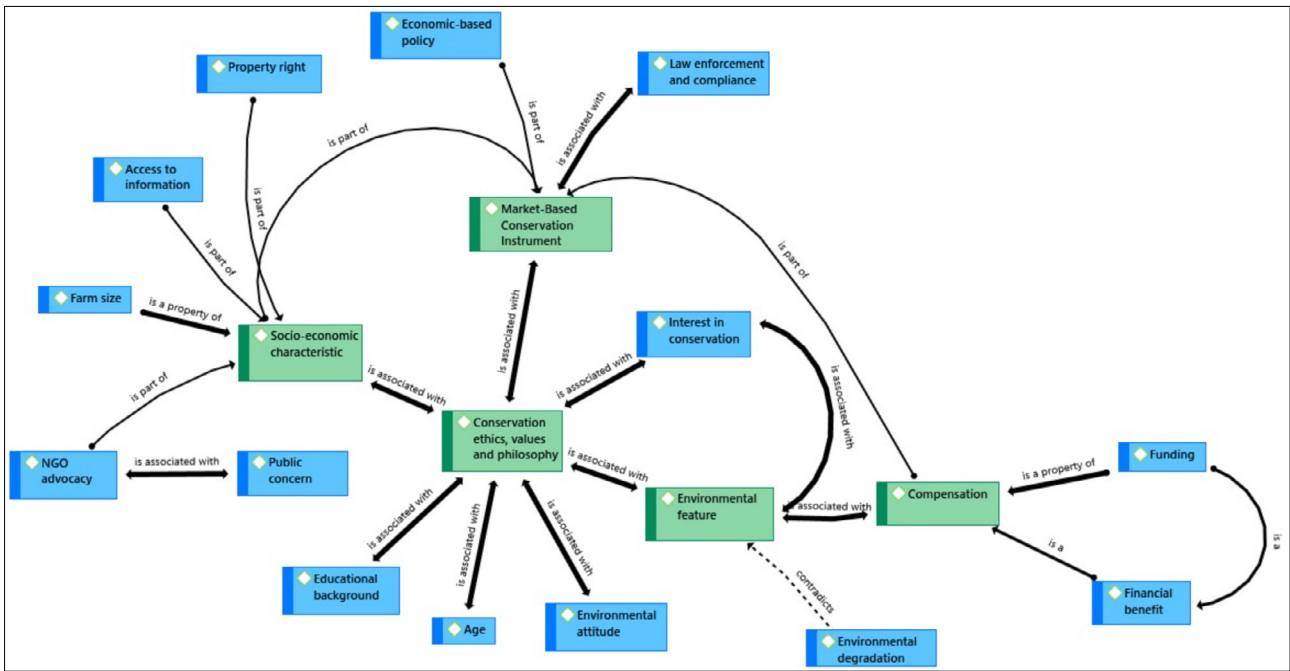 Economic-based
policy
Law enforcement
and compliance
Property right
is part of
is associated with
is part of
Access to
information
is part of
Market-Based
Conservation
Instrument
is part of
is part of
Farm size
is a property of
Socio-economic
characteristic
is associated with
Interest in
conservation
is associated with
is part of
is associated with
is associated with
Conservation
ethics, values
and philosophy
NGO
advocacy
is associated with
Public
concern
is associated with
Funding
is a property of
Environmental
feature
is associated with
Compensation
is associated with
is associated with
is associated with
is a
is a
Educational
background
contradicts
Financial
benefit
Age
Environmental
attitude
Environmental
degradation